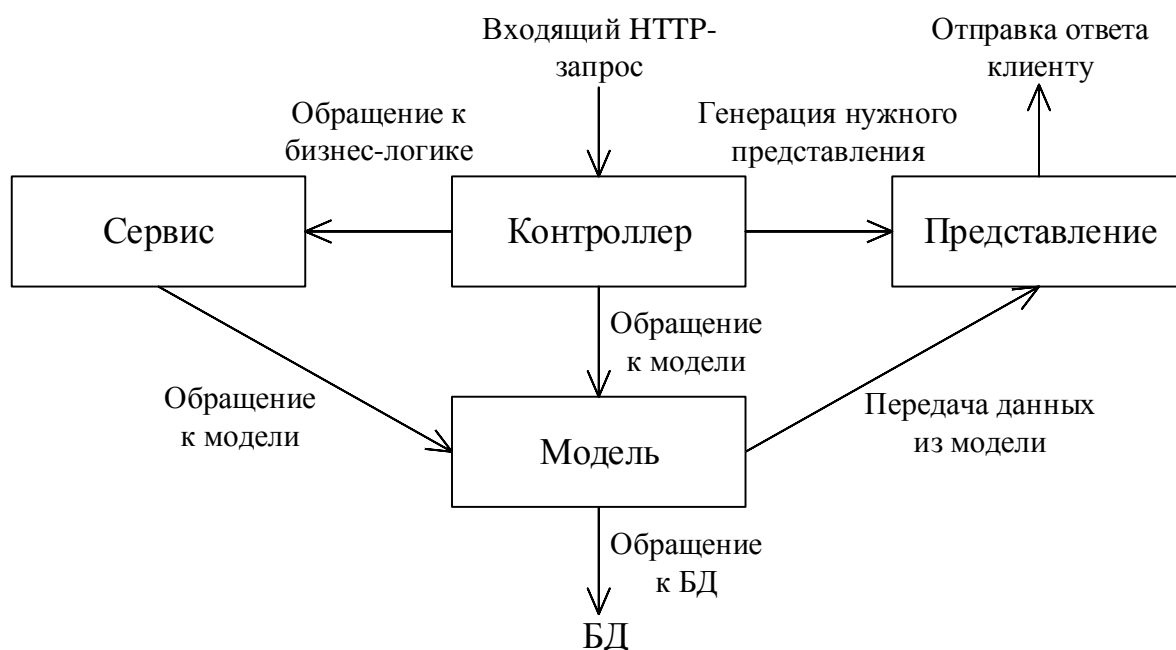 Входящий HTTP-
запрос
Отправка ответа
клиенту
Обращение к
бизнес-логике
Генерация нужного
представления
Сервис
Контроллер
Представление
Обращение
к модели
Обращение
к модели
Передача данных
из модели
Модель
Обращение
к БД
БД